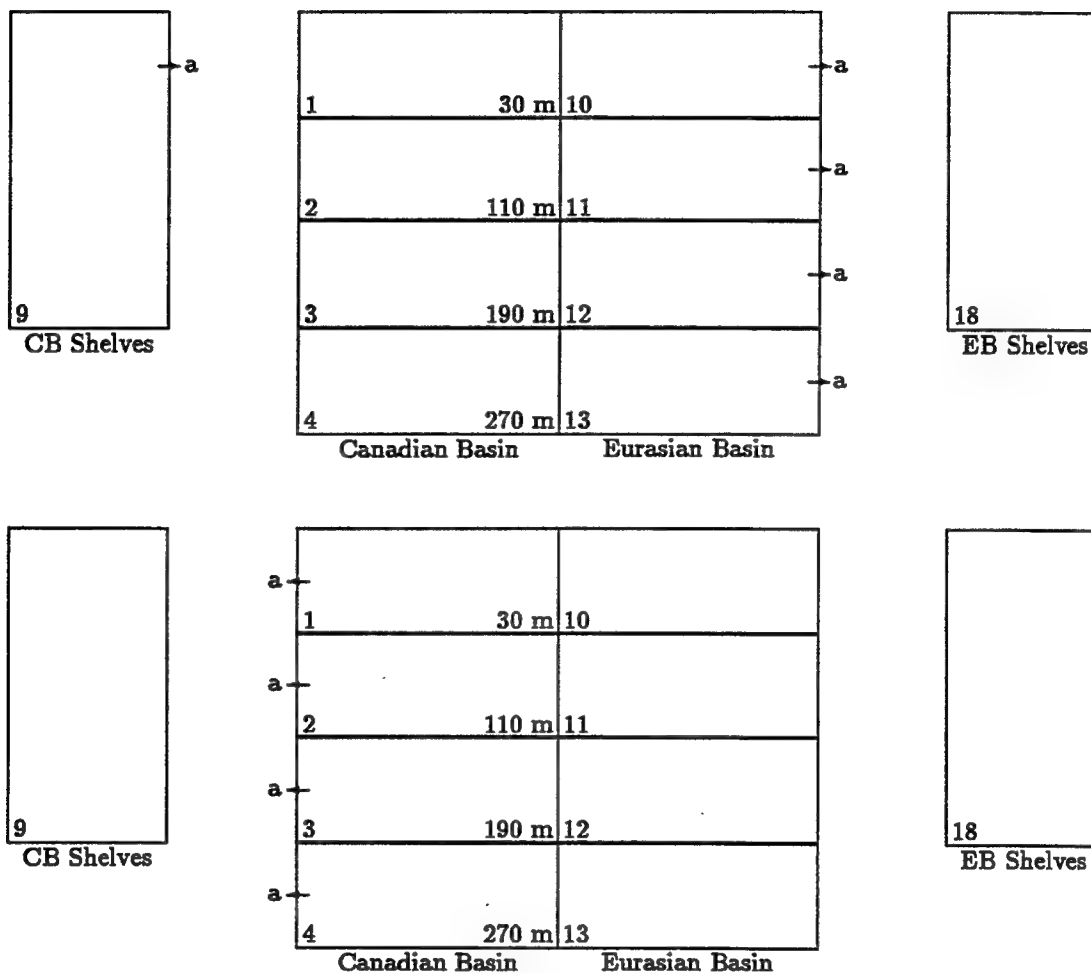 a a
1 30 m 10
a
2 110 m 11
a
9 3 190 m 12 18
CB Shelves EB Shelves
a
4 270 m 13
Canadian Basin Eurasian Basin
a
1 30 m 10
a
2 110 m 11
a
9 3 190 m 12 18
CB Shelves EB Shelves
a
4 270 m 13
Canadian Basin Eurasian Basin